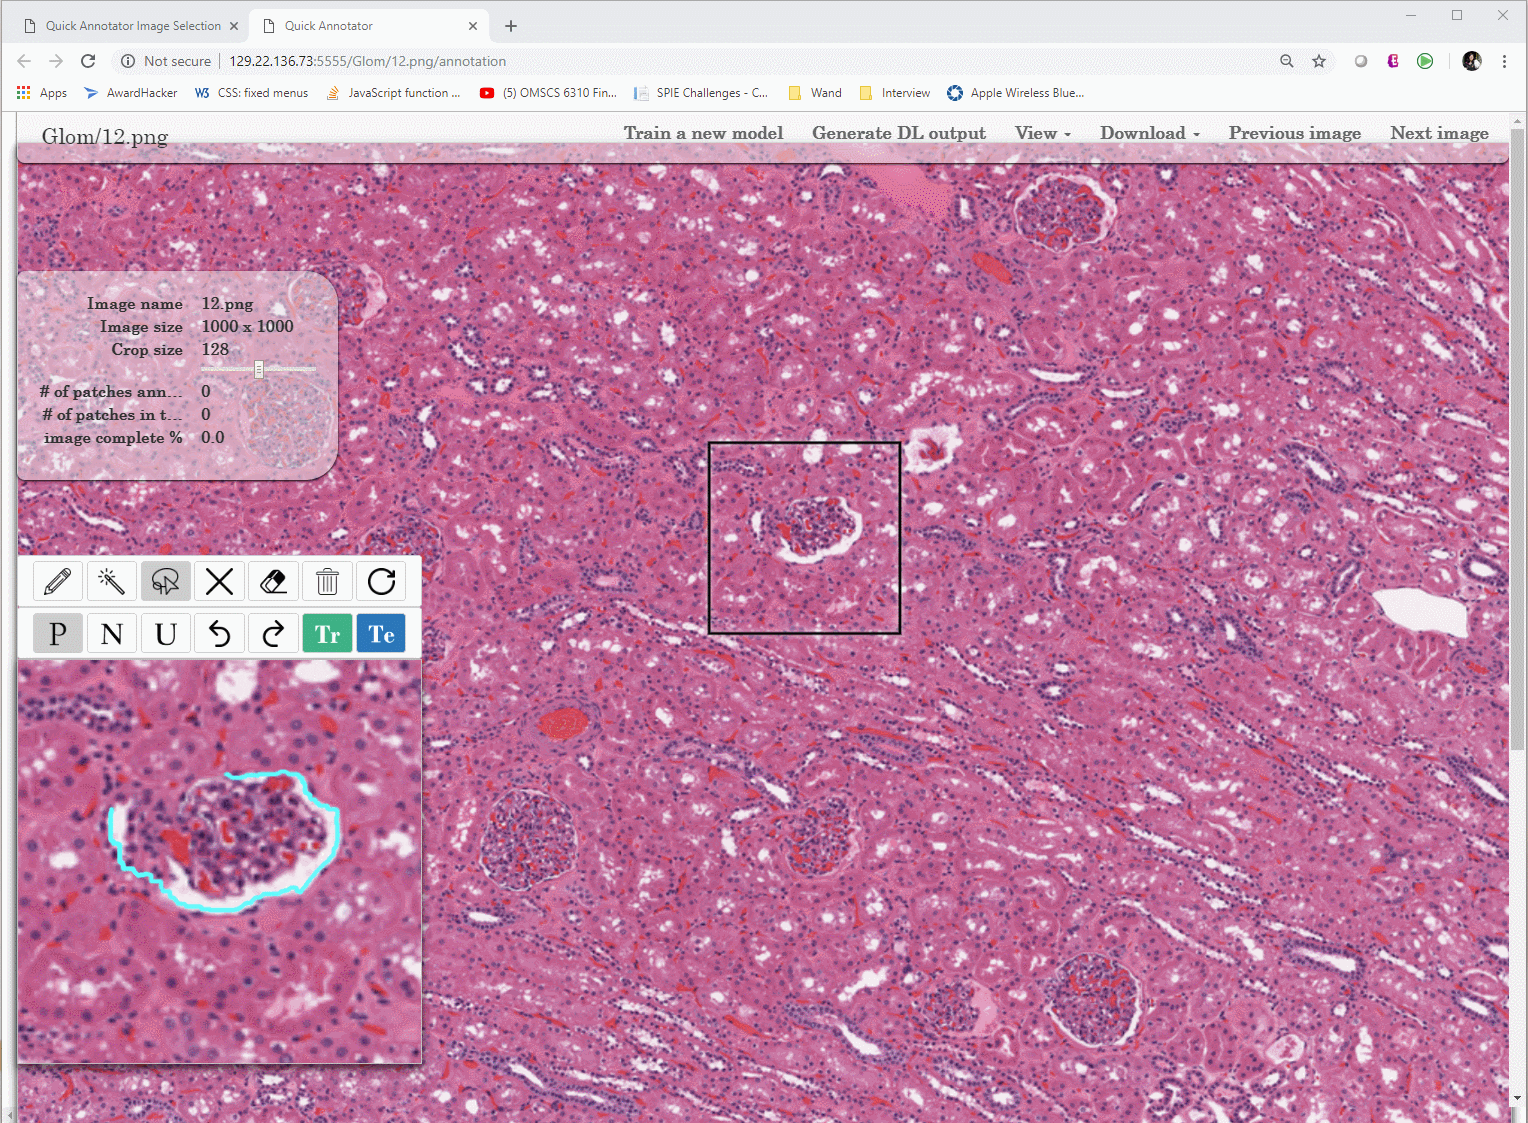 Quick Annotator Image Selection
Quick Annotator
Not secure
129.22.136.73:5555/Glom/12.png/annotation
Apps
AwardHacker
W3 CSS: fixed menus
JavaScript function ...
(5) OMSCS 6310 Fin...
SPIE Challenges - C...
Wand
Interview
Apple Wireless Blue...
Glom/12.png
Train a new model
Generate DL output
View
Download
Previous image
Next image
Image name 12.png
Image size 1000 x 1000
Crop size 128
# of patches ann... 0
# of patches in t... 0
image complete % 0.0
P N U Tr Te